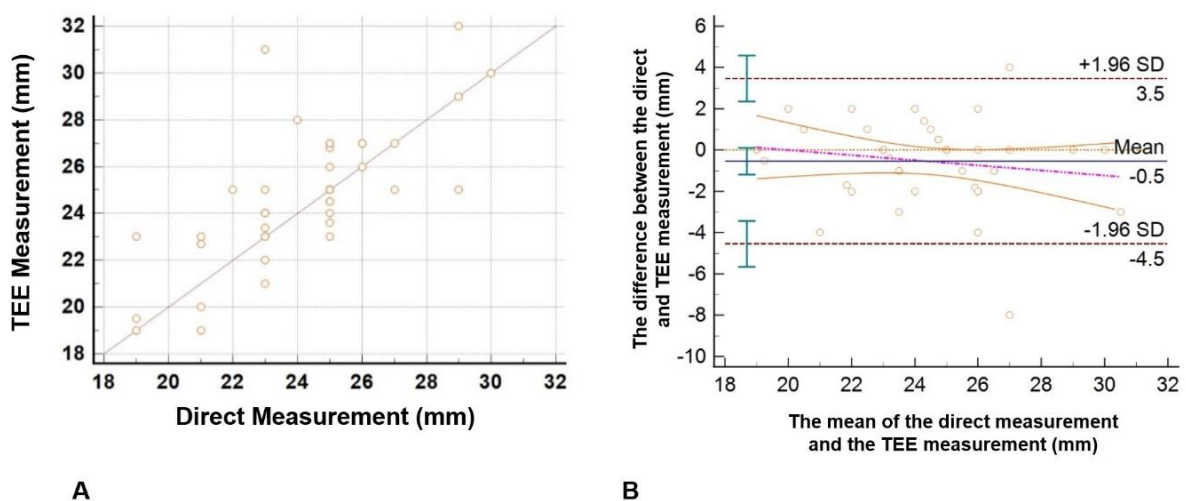 TEE Measurement (mm)
32
30
28
26
24
22
20
18
18 20 22 24 26 28 30 32
Direct Measurement (mm)
A
The difference between the direct
and TEE measurement (mm)
6
4
2
0
-2
-4
-6
-8
-10
+1.96 SD
3.5
Mean
-0.5
-1.96 SD
-4.5
18 20 22 24 26 28 30 32
The mean of the direct measurement
and the TEE measurement (mm)
B